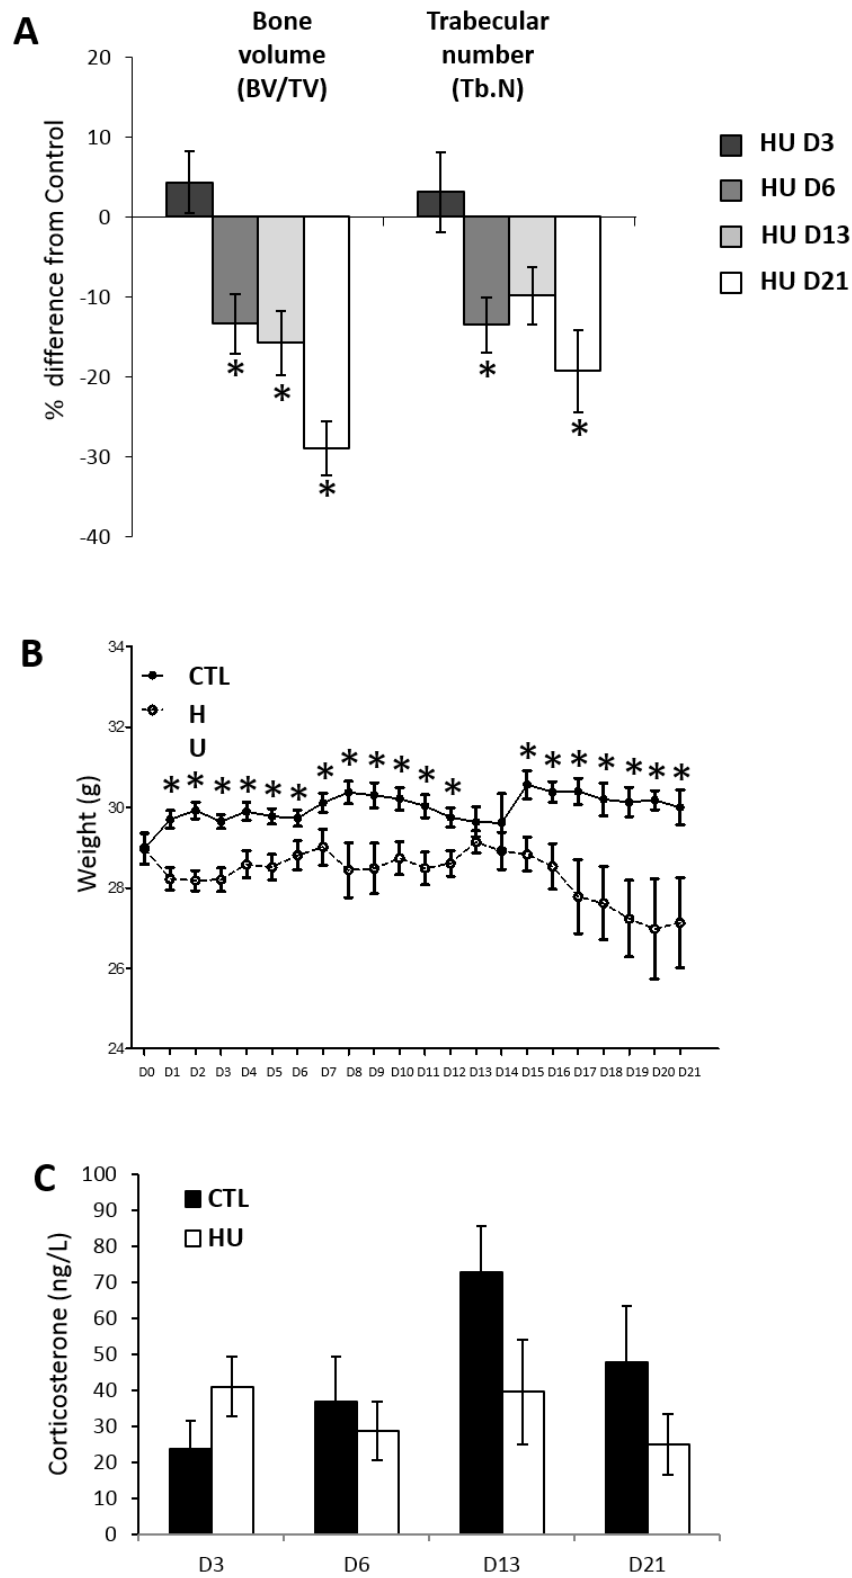 A
Bone
volume
(BV/TV)
Trabecular
number
(Tb.N)
% difference from Control
20
10
0
-10
-20
-30
-40
* * *
* *
HU D3
HU D6
HU D13
HU D21
B
Weight (g)
34
32
30
28
26
24
CTL
H
U
* * * * * * * * * * * * * * * * * * *
D0 D1 D2 D3 D4 D5 D6 D7 D8 D9 D10 D11 D12 D13 D14 D15 D16 D17 D18 D19 D20 D21
C
Corticosterone (ng/L)
100
90
80
70
60
50
40
30
20
10
0
CTL
HU
D3 D6 D13 D21